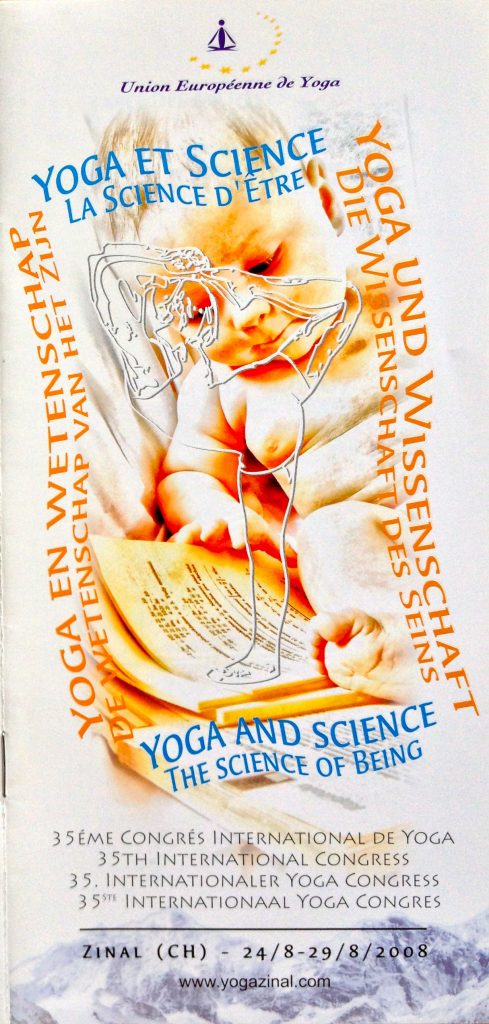 Union Européenne de Yoga
Yoga et Science
La Science d'Être
Yoga en wetenschap
De wetenschap van het Zijn
Yoga und Wissenschaft
Die Wissenschaft des Seins
Yoga and science
The science of Being
35éme Congrés International de Yoga
35th International Congress
35. Internationaler Yoga Congress
35ste Internationaal Yoga Congres
Zinal (CH) - 24/8-29/8/2008
www.yogazinal.com